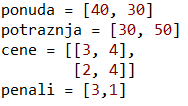 ponuda = [40, 30]
potraznja = [30, 50]
cene = [[3, 4],
        [2, 4]]
penali = [3,1]